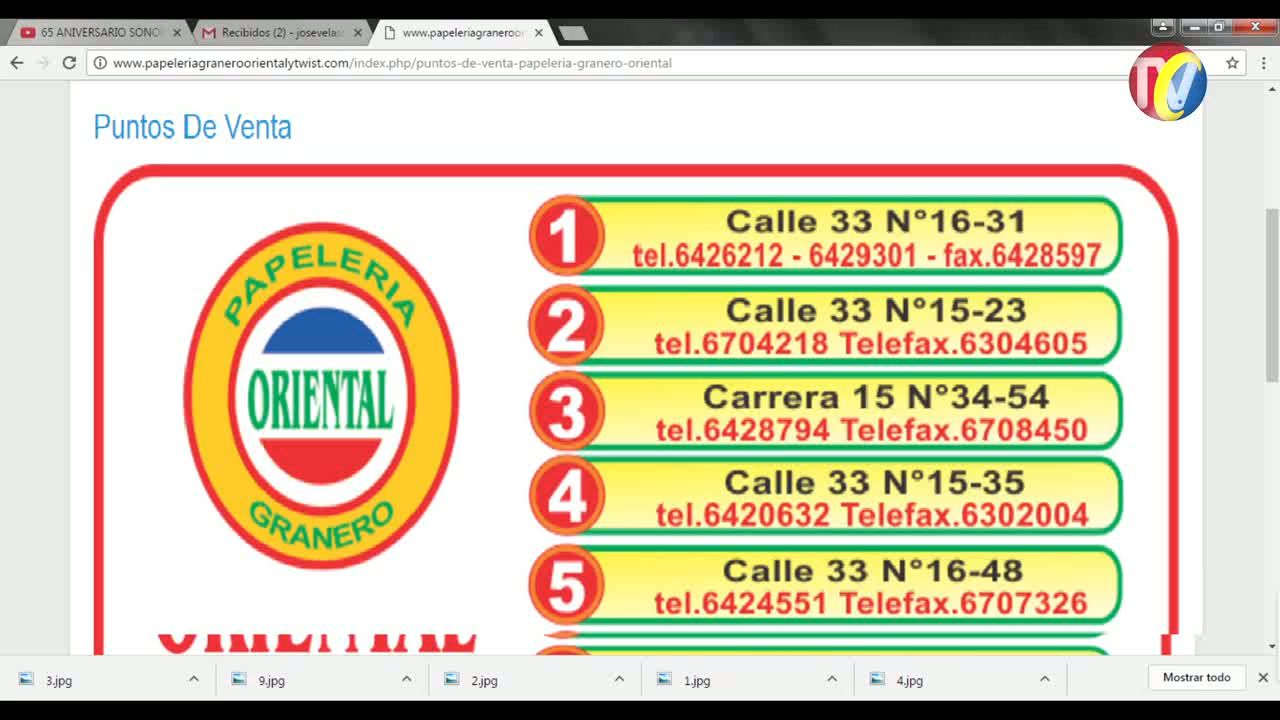 65 ANIVERSARIO SONO
Recibidos (2) - josevelas
www.papeleriagraneroor
www.papeleriagranerooorientalytwist.com/index.php/puntos-de-venta-papeleria-granero-oriental
TVC
Puntos De Venta
PAPELERIA
ORIENTAL
GRANERO
1
Calle 33 N°16-31
tel.6426212 - 6429301 - fax.6428597
2
Calle 33 N°15-23
tel.6704218 Telefax.6304605
3
Carrera 15 N°34-54
tel.6428794 Telefax.6708450
4
Calle 33 N°15-35
tel.6420632 Telefax.6302004
5
Calle 33 N°16-48
tel.6424551 Telefax.6707326
ORIENTAL
3.jpg
9.jpg
2.jpg
1.jpg
4.jpg
Mostrar todo